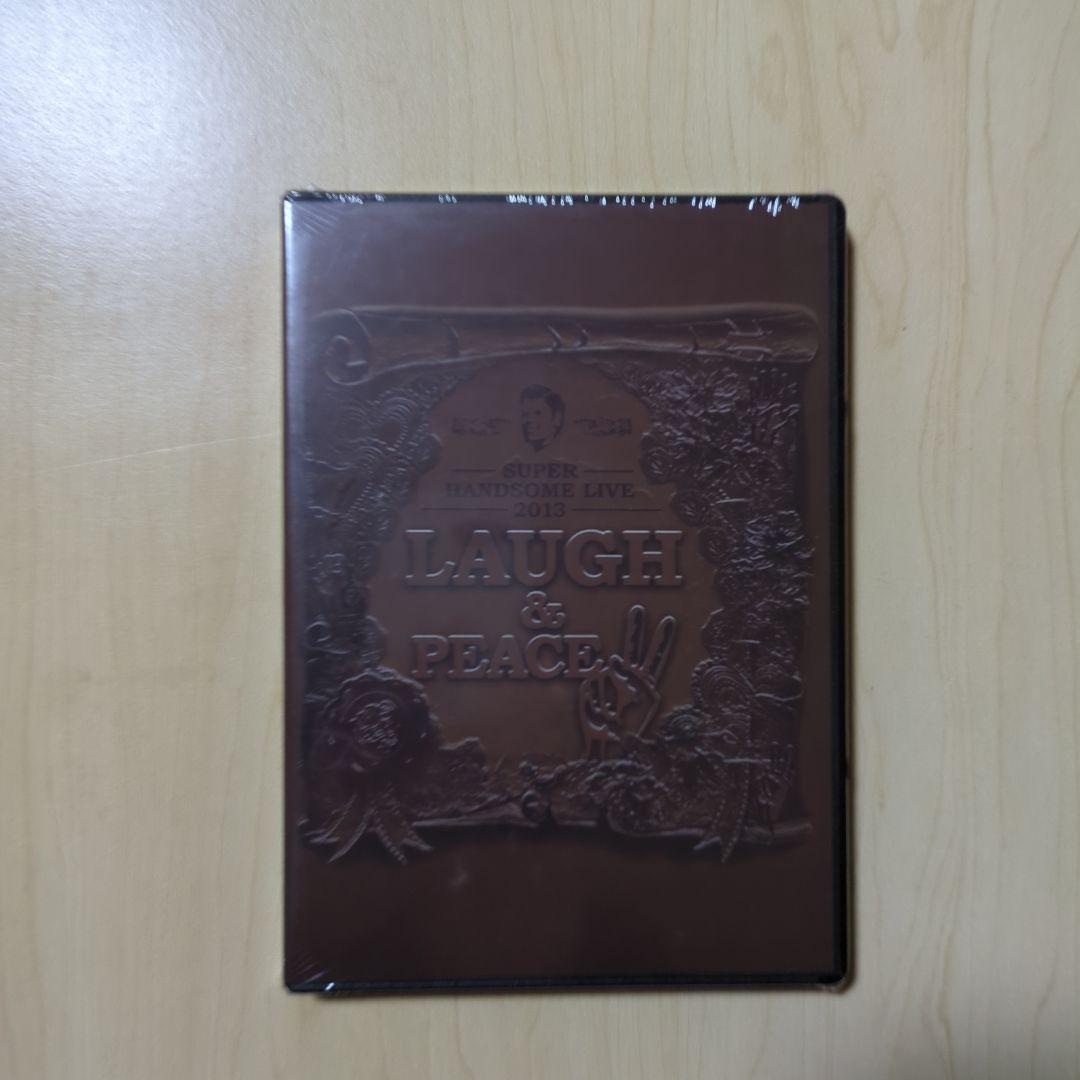 SUPER
HANDSOME LIVE
2013
LAUGH
&
PEACE